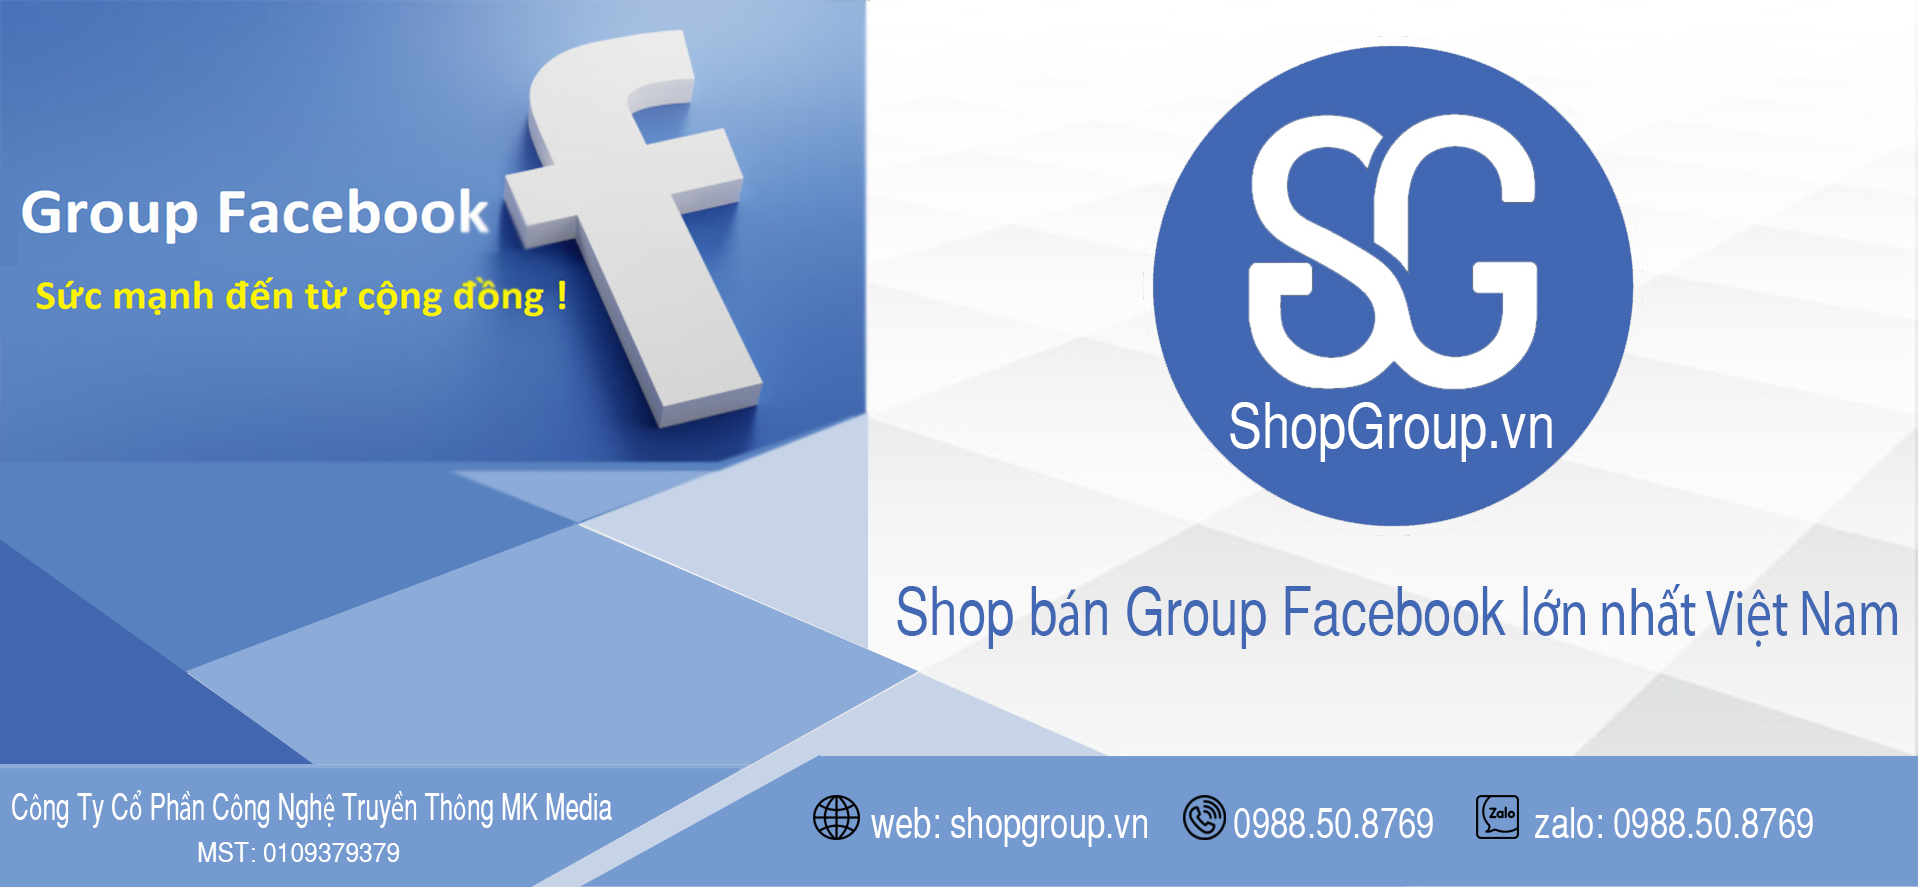 Group Facebook
Sức mạnh đến từ cộng đồng !
SG
ShopGroup.vn
Shop bán Group Facebook lớn nhất Việt Nam
Công Ty Cổ Phần Công Nghệ Truyền Thông MK Media
MST: 0109379379
web: shopgroup.vn
0988.50.8769
Zalo
zalo: 0988.50.8769